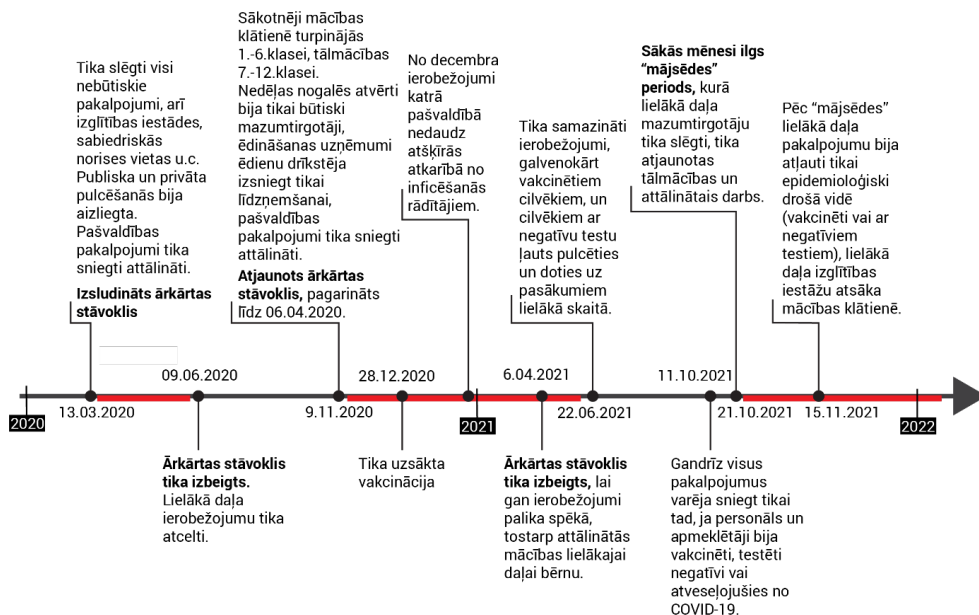 Tika slēgti visi
nebūtiskie
pakalpojumi, arī
izglītības iestādes,
sabiedriskās
norises vietas u.c.
Publiska un privāta
pulcēšanās bija
aizliegta.
Pašvaldības
pakalpojumi tika
sniegti attālināti.
Izsludināts ārkārtas
stāvoklis
Sākotnēji mācības
klātienē turpinājās
1.-6.klasei, tālmācības
7.-12.klasei.
Nedēļas nogalēs atvērti
bija tikai būtiski
mazumtirgotāji,
ēdināšanas uzņēmumi
ēdienu drīkstēja
izsniegt tikai
līdzņemšanai,
pašvaldības
pakalpojumi tika sniegti
attālināti.
Atjaunots ārkārtas
stāvoklis, pagarināts
līdz 06.04.2020.
No decembra
ierobežojumi
katrā
pašvaldībā
nedaudz
atšķīrās
atkarībā no
inficēšanās
rādītājiem.
Tika samazināti
ierobežojumi,
galvenokārt
vakcinētiem
cilvēkiem, un
cilvēkiem ar
negatīvu testu
ļauts pulcēties
un doties uz
pasākumiem
lielākā skaitā.
Sākās mēnesi ilgs
"mājsēdes"
periods, kurā
lielākā daļa
mazumtirgotāju
tika slēgti, tika
atjaunotas
tālmācības un
attālinātais darbs.
Pēc "mājsēdes"
lielākā daļa
pakalpojumu bija
atļauti tikai
epidemioloģiski
drošā vidē
(vakcinēti vai ar
negatīviem
testiem), lielākā
daļa izglītības
iestāžu atsāka
mācības klātienē.
09.06.2020
28.12.2020
6.04.2021
11.10.2021
2020
13.03.2020
9.11.2020
2021
22.06.2021
21.10.2021
15.11.2021
2022
Ārkārtas stāvoklis
tika izbeigts.
Lielākā daļa
ierobežojumu tika
atcelti.
Tika uzsākta
vakcinācija
Ārkārtas stāvoklis
tika izbeigts, lai
gan ierobežojumi
palika spēkā,
tostarp attālinātās
mācības lielākajai
daļai bērnu.
Gandrīz visus
pakalpojumus
varēja sniegt tikai
tad, ja personāls un
apmeklētāji bija
vakcinēti, testēti
negatīvi vai
atveseļojušies no
COVID-19.